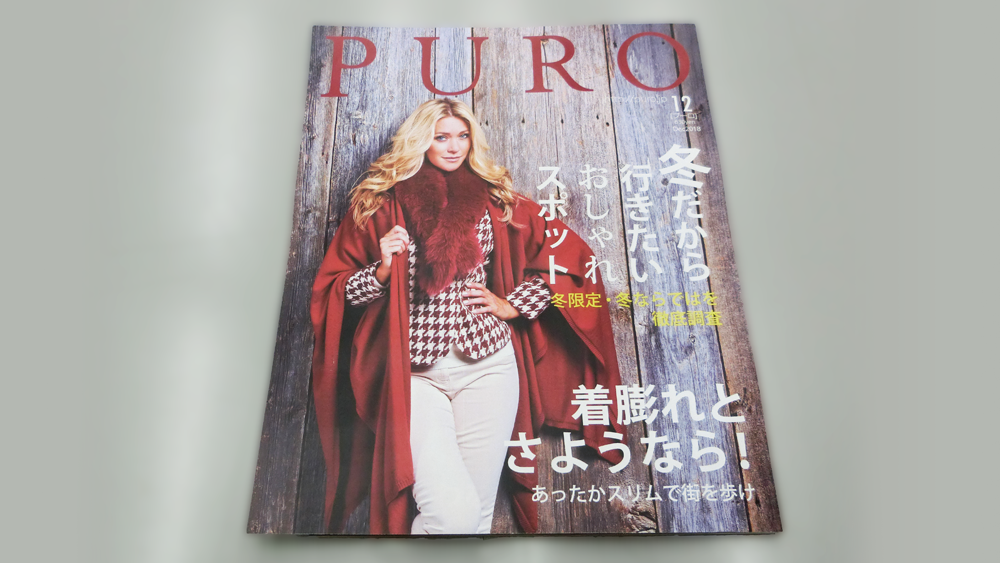 PURO
12
Dec.2018
冬だから
行きたい
おしゃれ
スポット
冬限定・冬ならではを
徹底調査
着膨れと
さようなら!
あったかスリムで街を歩け